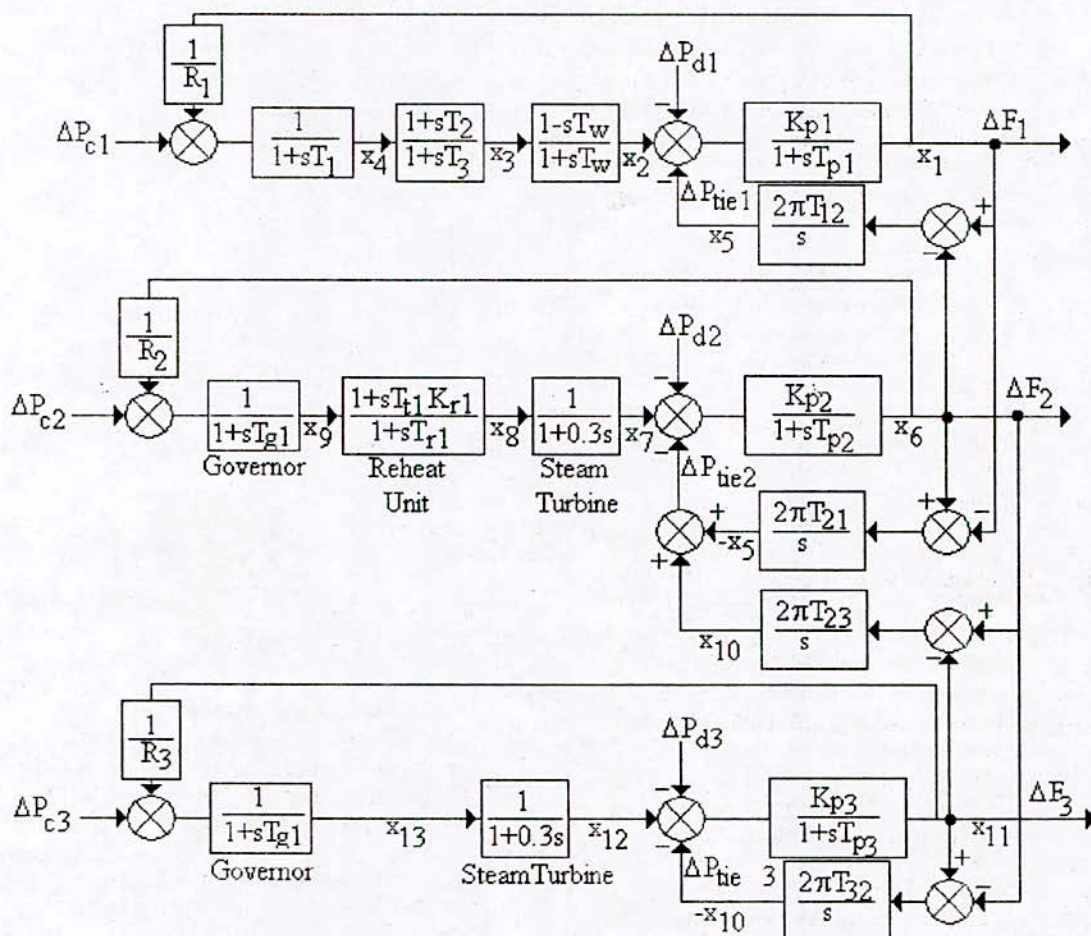 1
R1
ΔPd1
ΔPc1
1
1+sT1
x4
1+sT2
1+sT3
x3
1-sTw
1+sTw
x2
Kp1
1+sTp1
x1
ΔF1
ΔPtie1
x5
2πT12
s
1
R2
ΔPd2
ΔPc2
1
1+sTg1
x9
1+sTt1 Kr1
1+sTr1
x8
1
1+0.3s
x7
Kp2
1+sTp2
x6
ΔF2
Governor
Reheat
Unit
Steam
Turbine
ΔPtie2
-x5
2πT21
s
x10
2πT23
s
1
R3
ΔPd3
ΔPc3
1
1+sTg1
x13
1
1+0.3s
x12
Kp3
1+sTp3
x11
ΔF3
Governor
SteamTurbine
ΔPtie 3
-x10
2πT32
s